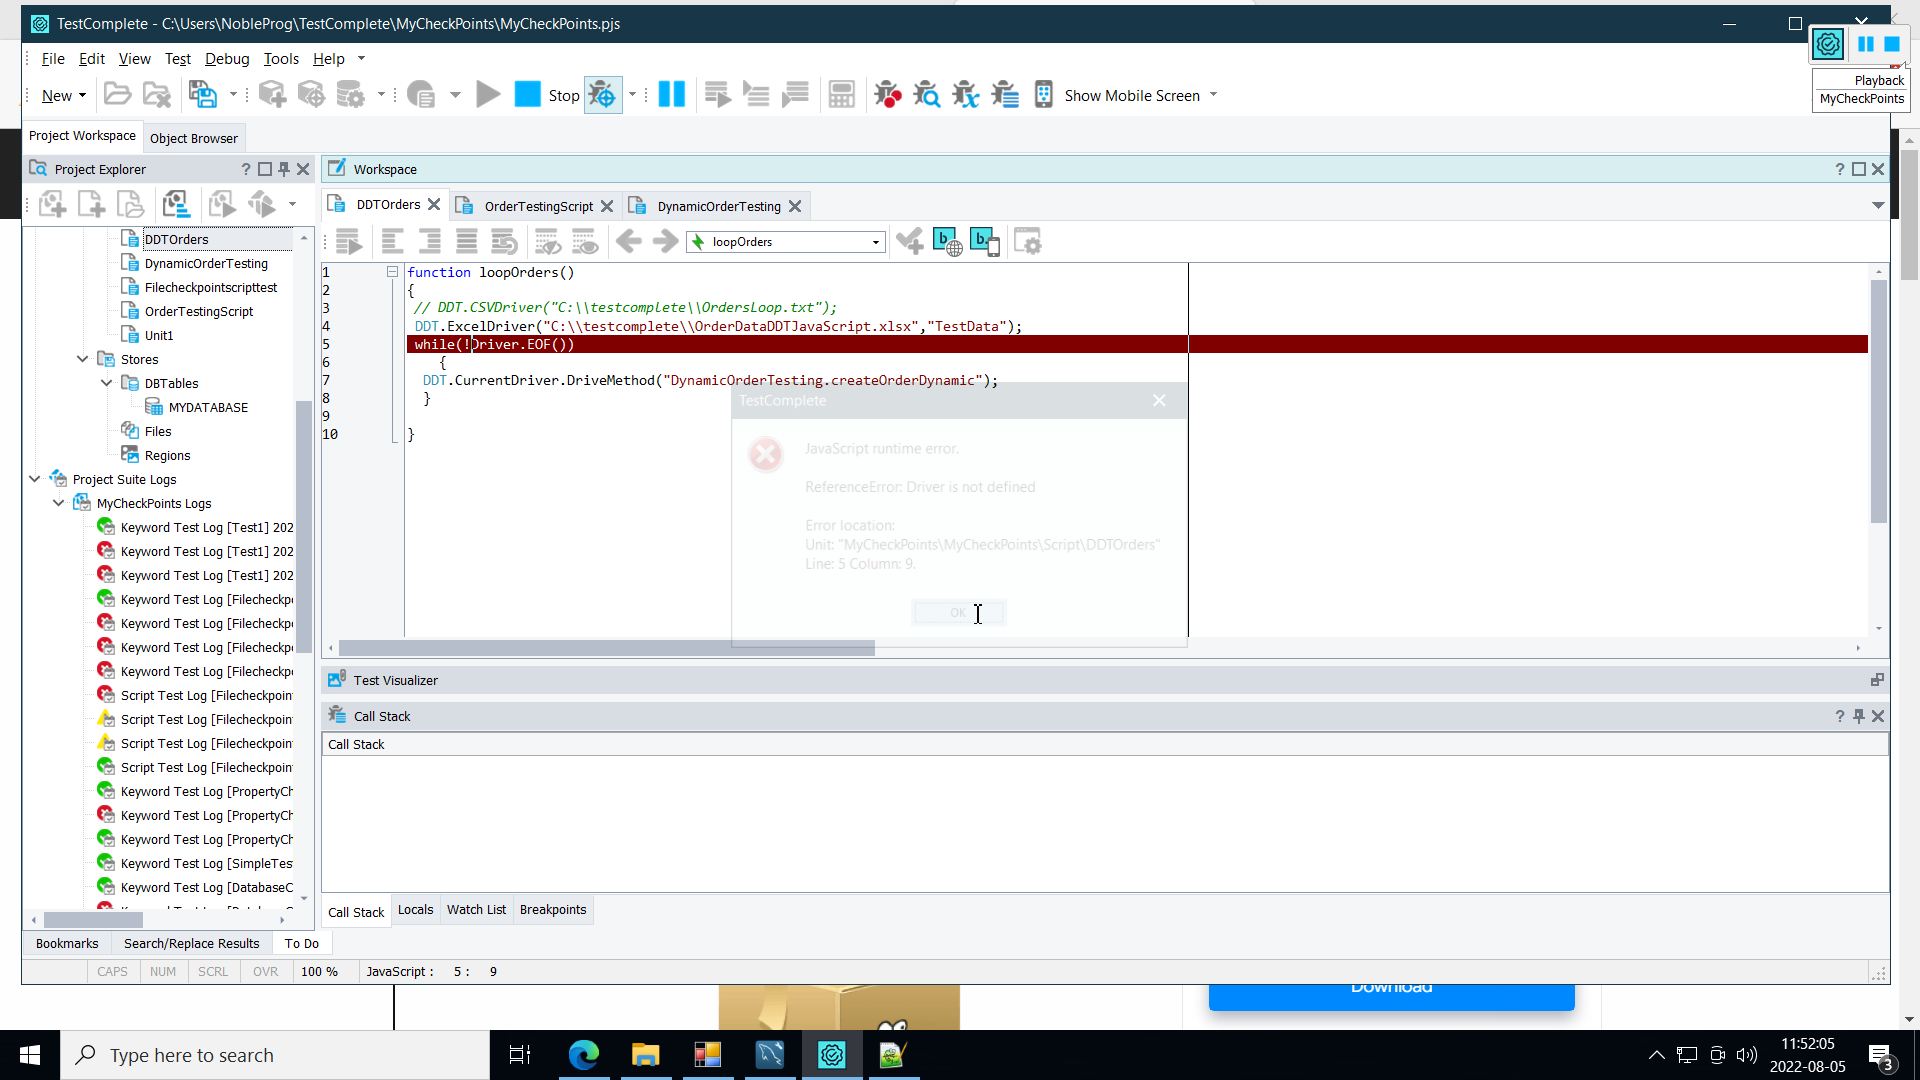 TestComplete - C:\Users\NobleProg\TestComplete\MyCheckPoints\MyCheckPoints.pjs
File Edit View Test Debug Tools Help
New
Stop
Show Mobile Screen
Playback
MyCheckPoints
Project Workspace
Object Browser
Project Explorer
Workspace
DDTOrders
OrderTestingScript
DynamicOrderTesting
loopOrders
DDTOrders
DynamicOrderTesting
Filecheckpointscripttest
OrderTestingScript
Unit1
Stores
DBTables
MYDATABASE
Files
Regions
Project Suite Logs
MyCheckPoints Logs
Keyword Test Log [Test1] 202
Keyword Test Log [Test1] 202
Keyword Test Log [Test1] 202
Keyword Test Log [Filecheckp
Keyword Test Log [Filecheckp
Keyword Test Log [Filecheckp
Keyword Test Log [Filecheckp
Script Test Log [Filecheckpoin
Script Test Log [Filecheckpoin
Script Test Log [Filecheckpoin
Script Test Log [Filecheckpoin
Keyword Test Log [PropertyCh
Keyword Test Log [PropertyCh
Keyword Test Log [PropertyCh
Keyword Test Log [SimpleTes
Keyword Test Log [DatabaseC
1 function loopOrders()
2 {
3 // DDT.CSVDriver("C:\\testcomplete\\OrdersLoop.txt");
4 DDT.ExcelDriver("C:\\testcomplete\\OrderDataDDTJavaScript.xlsx","TestData");
5 while(!Driver.EOF())
6 {
7 DDT.CurrentDriver.DriveMethod("DynamicOrderTesting.createOrderDynamic");
8 }
9
10 }
TestComplete
JavaScript runtime error.
ReferenceError: Driver is not defined
Error location:
Unit: "MyCheckPoints\MyCheckPoints\Script\DDTOrders"
Line: 5 Column: 9.
OK
Test Visualizer
Call Stack
Call Stack
Call Stack
Locals
Watch List
Breakpoints
Bookmarks
Search/Replace Results
To Do
CAPS NUM SCRL OVR 100 % JavaScript : 5 : 9
Download
Type here to search
11:52:05
2022-08-05
3